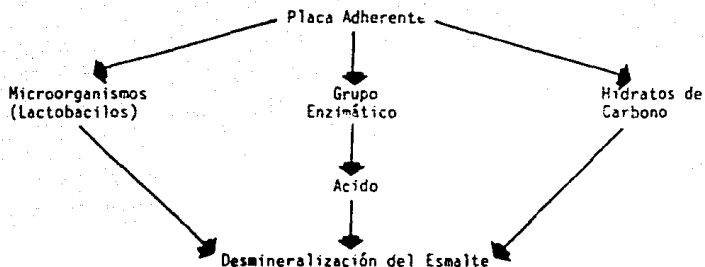 Placa Adherente
Microorganismos
(Lactobacilos)
Grupo
Enzimático
Hidratos de
Carbono
Acido
Desmineralización del Esmalte